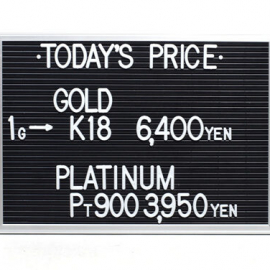 ·TODAY'S PRICE·
GOLD
1G→ K18 6,400YEN
PLATINUM
PT900 3,950YEN